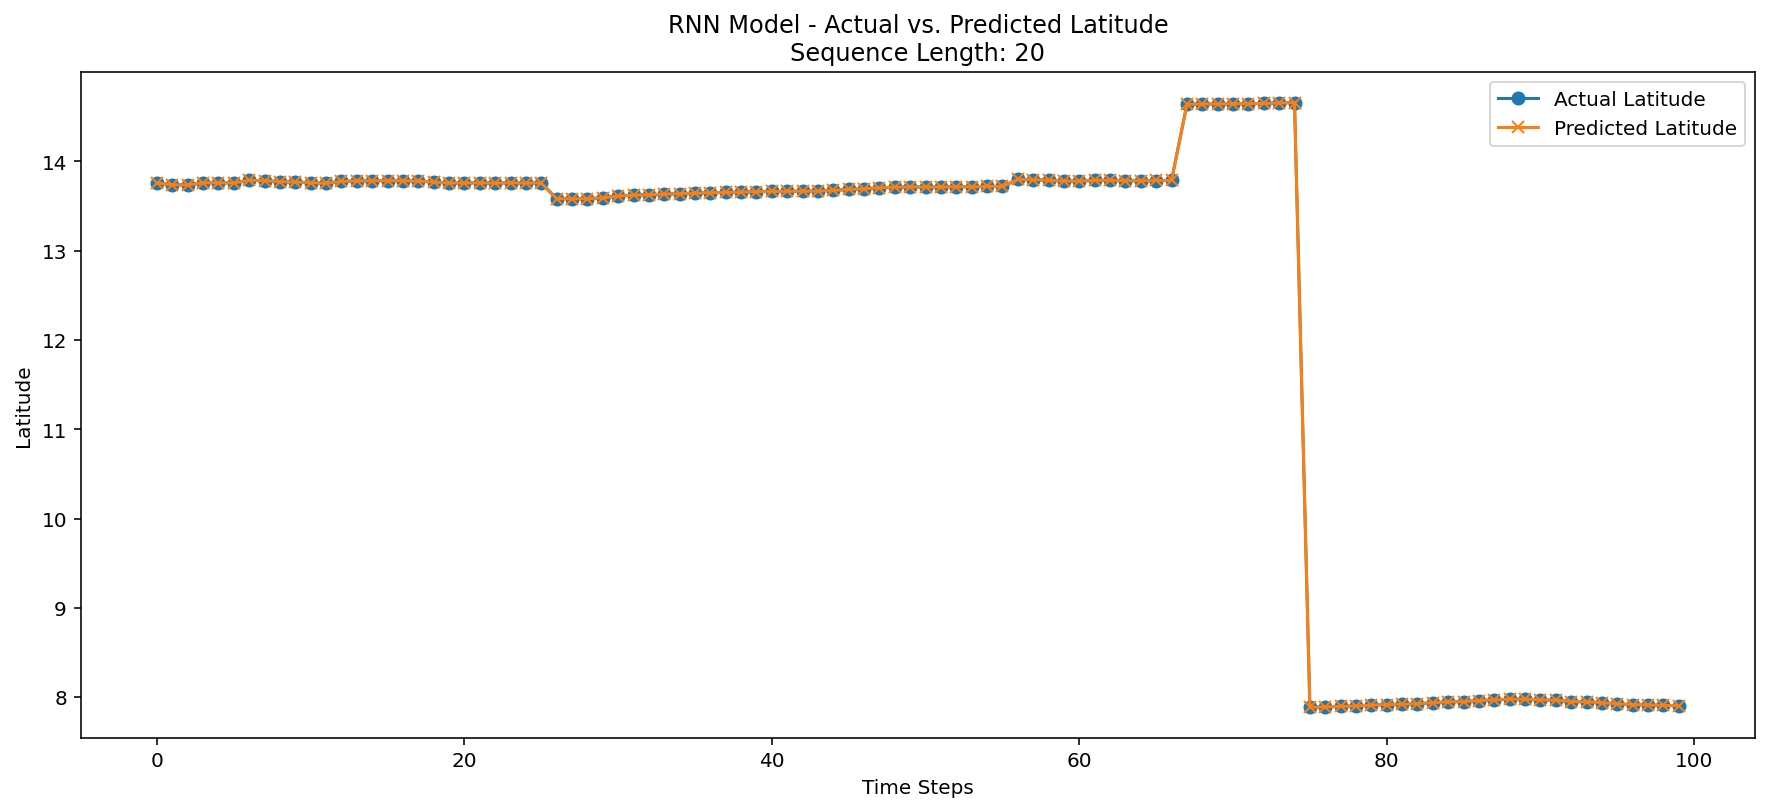 RNN Model - Actual vs. Predicted Latitude
Sequence Length: 20
Actual Latitude
Predicted Latitude
14
13
12
11
10
9
8
Latitude
0
20
40
60
80
100
Time Steps